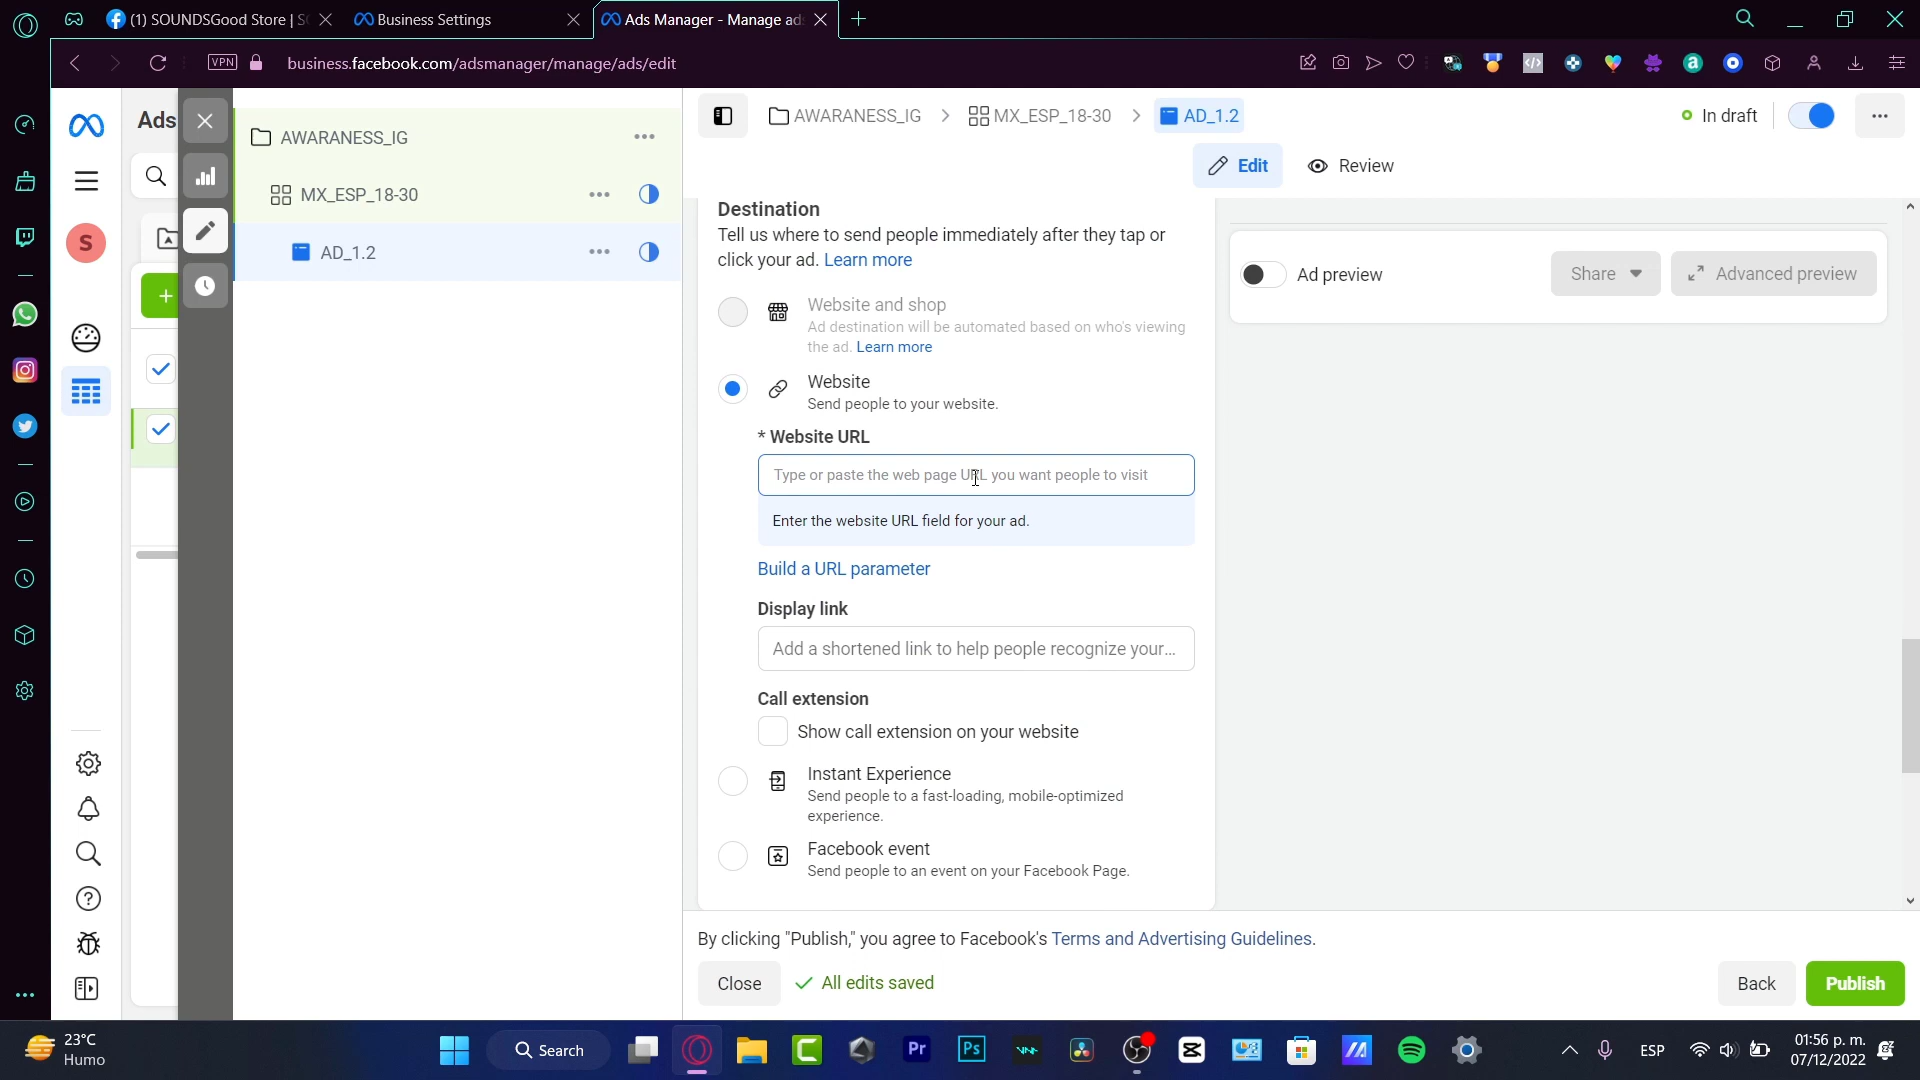 (1) SOUNDSGood Store | S
Business Settings
Ads Manager - Manage ads
VPN
business.facebook.com/adsmanager/manage/ads/edit
Ads
S
AWARANESS_IG
MX_ESP_18-30
AD_1.2
AWARANESS_IG
MX_ESP_18-30
AD_1.2
In draft
Edit
Review
Destination
Tell us where to send people immediately after they tap or
click your ad. Learn more
Website and shop
Ad destination will be automated based on who's viewing
the ad. Learn more
Website
Send people to your website.
* Website URL
Type or paste the web page URL you want people to visit
Enter the website URL field for your ad.
Build a URL parameter
Display link
Add a shortened link to help people recognize your...
Call extension
Show call extension on your website
Instant Experience
Send people to a fast-loading, mobile-optimized
experience.
Facebook event
Send people to an event on your Facebook Page.
Ad preview
Share
Advanced preview
By clicking "Publish," you agree to Facebook's Terms and Advertising Guidelines.
Close
All edits saved
Back
Publish
23°C
Humo
Search
Pr
Ps
ESP
01:56 p. m.
07/12/2022